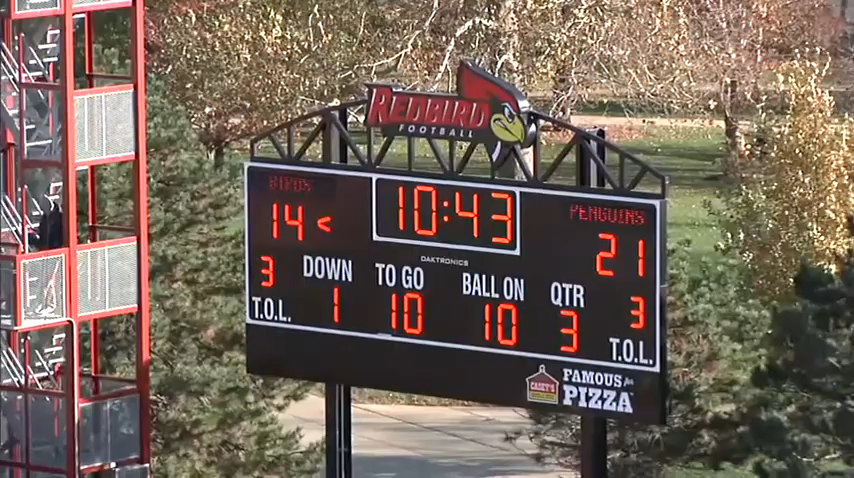 REDBIRD
FOOTBALL
BIRDS
PENGUINS
14 <
10:43
21
DAKTRONICS
3
DOWN
TO GO
BALL ON
QTR
3
T.O.L.
1
10
10
3
T.O.L.
CASEY'S
FAMOUS for
PIZZA